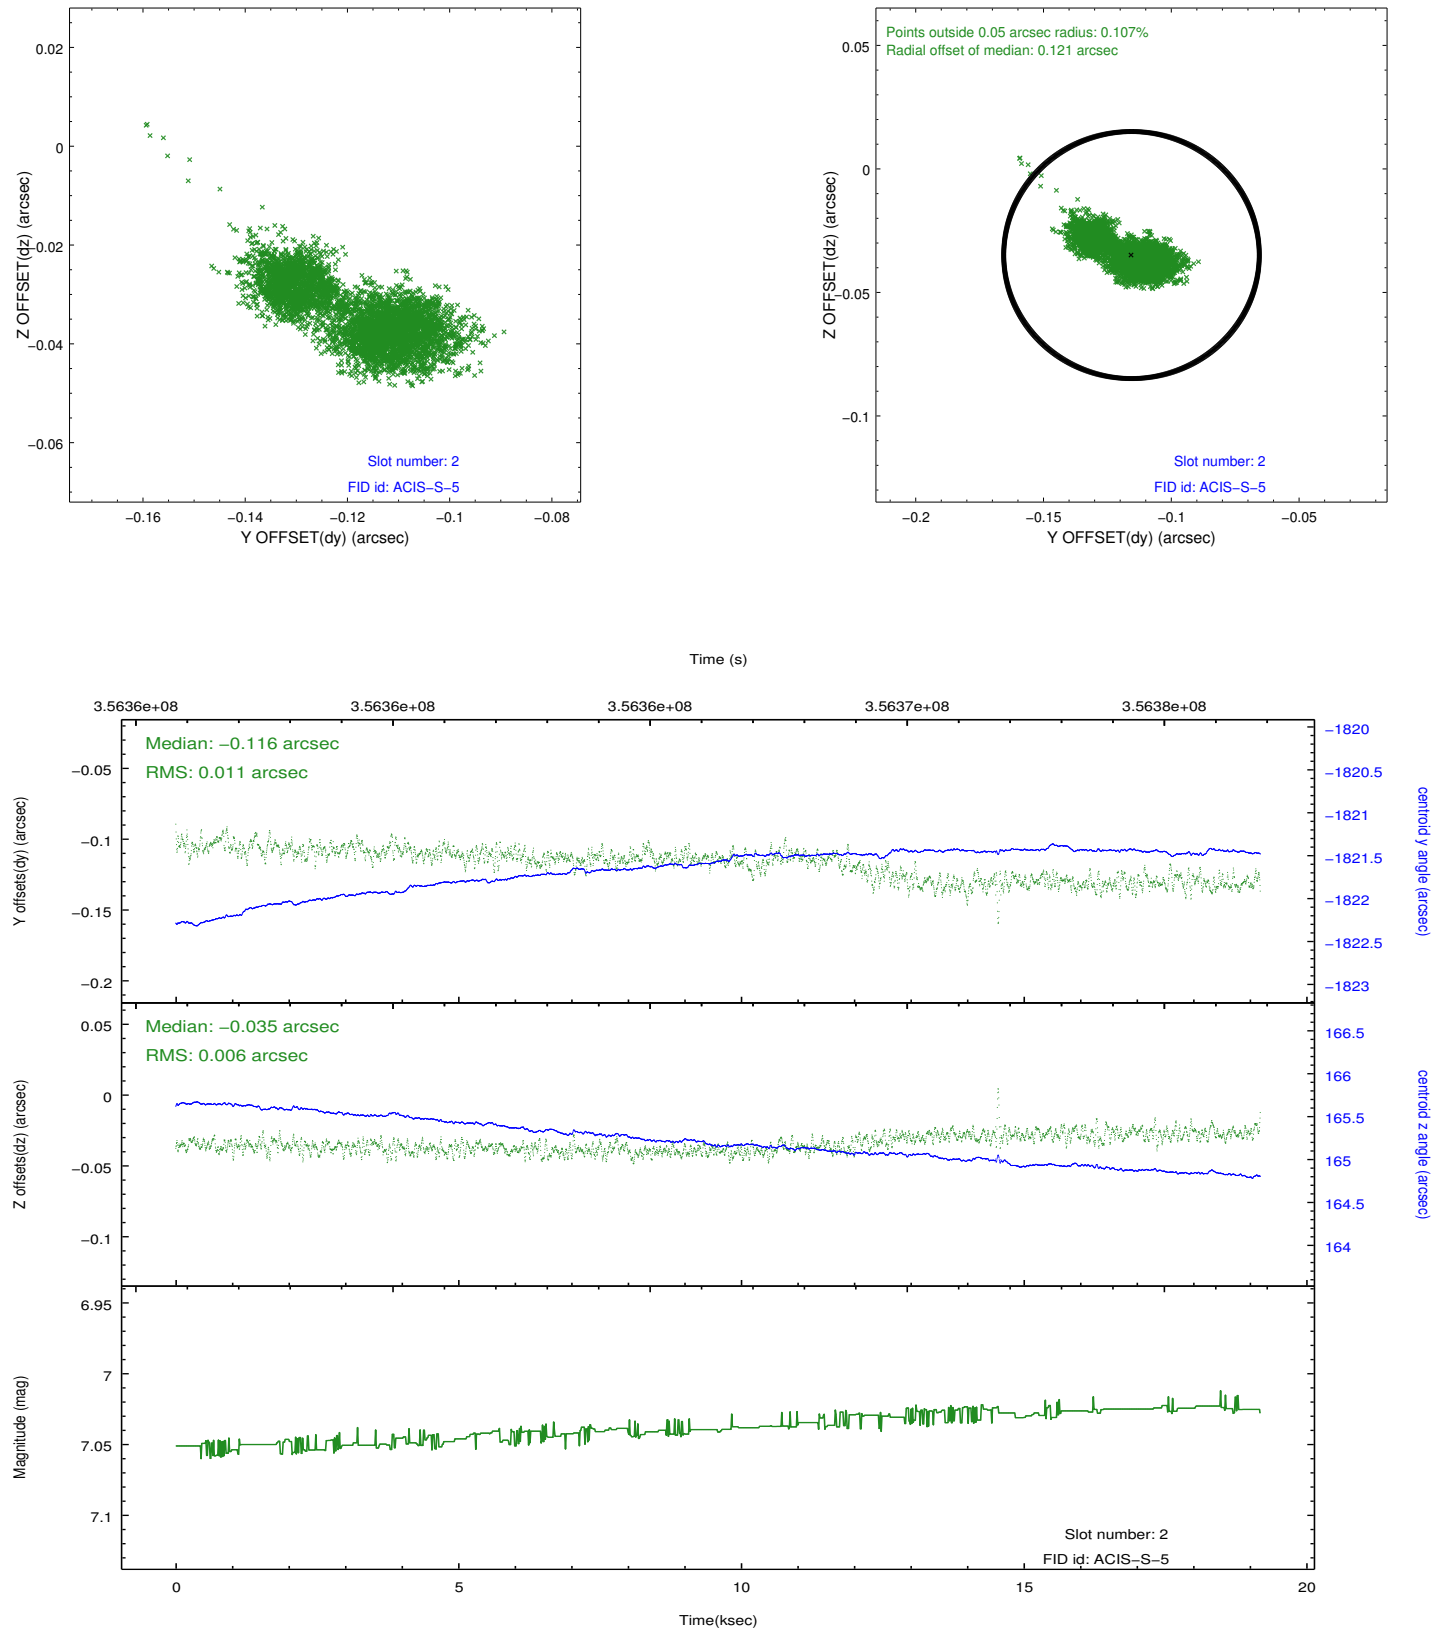 0.02
0
−0.02
−0.04
−0.06
Z OFFSET(dz) (arcsec)
Slot number: 2
FID id: ACIS−S−5
−0.16
−0.14
−0.12
−0.1
−0.08
Y OFFSET(dy) (arcsec)
Points outside 0.05 arcsec radius: 0.107%
Radial offset of median: 0.121 arcsec
0.05
0
−0.05
−0.1
Z OFFSET(dz) (arcsec)
Slot number: 2
FID id: ACIS−S−5
−0.2
−0.15
−0.1
−0.05
Y OFFSET(dy) (arcsec)
Time (s)
3.5636e+08
3.5636e+08
3.5636e+08
3.5637e+08
3.5638e+08
Median: −0.116 arcsec
RMS: 0.011 arcsec
−0.05
−0.1
−0.15
−0.2
Y offsets(dy) (arcsec)
−1820
−1820.5
−1821
−1821.5
−1822
−1822.5
−1823
centroid y angle (arcsec)
Median: −0.035 arcsec
RMS: 0.006 arcsec
0.05
0
−0.05
−0.1
Z offsets(dz) (arcsec)
166.5
166
165.5
165
164.5
164
centroid z angle (arcsec)
6.95
7
7.05
7.1
Magnitude (mag)
Slot number: 2
FID id: ACIS−S−5
0
5
10
15
20
Time(ksec)